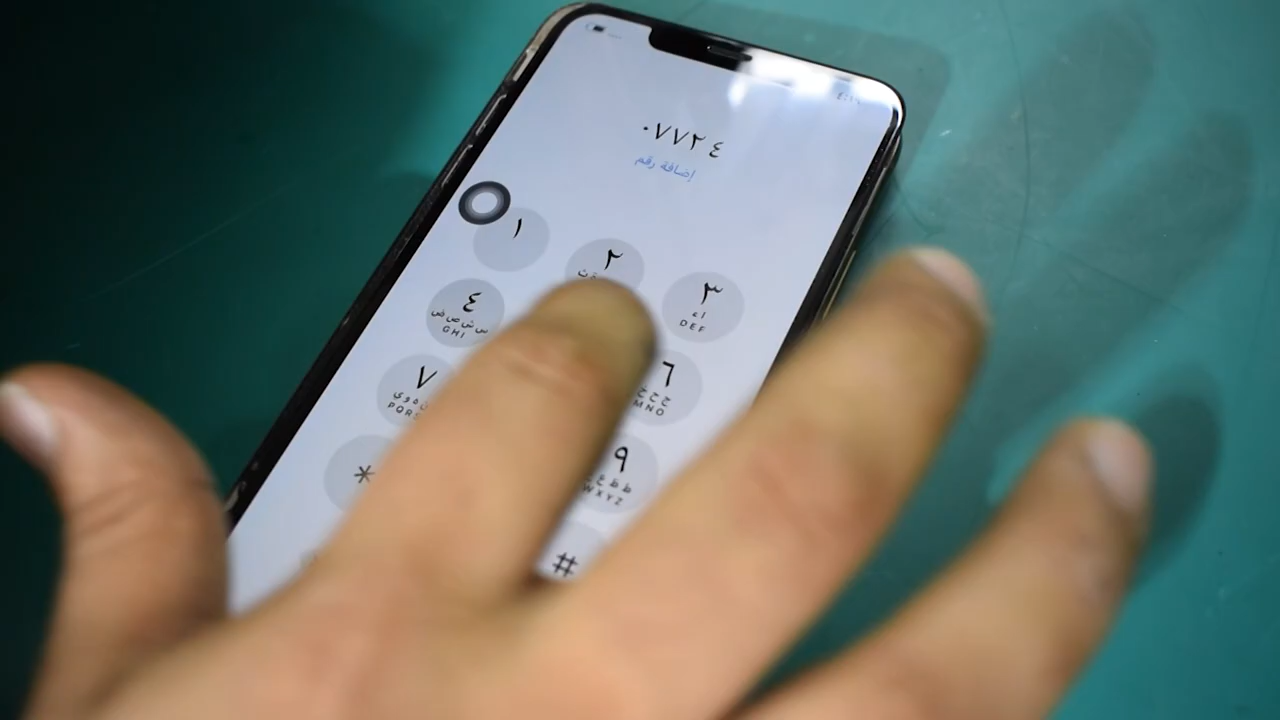 ٠٧٧٢٤
إضافة رقم
١
٢
٣
ا ء
DEF
٤
س ش ص ض
GHI
٦
ج ح خ
MNO
٧
ن ه و ي
PQRS
٩
WXYZ
*
#